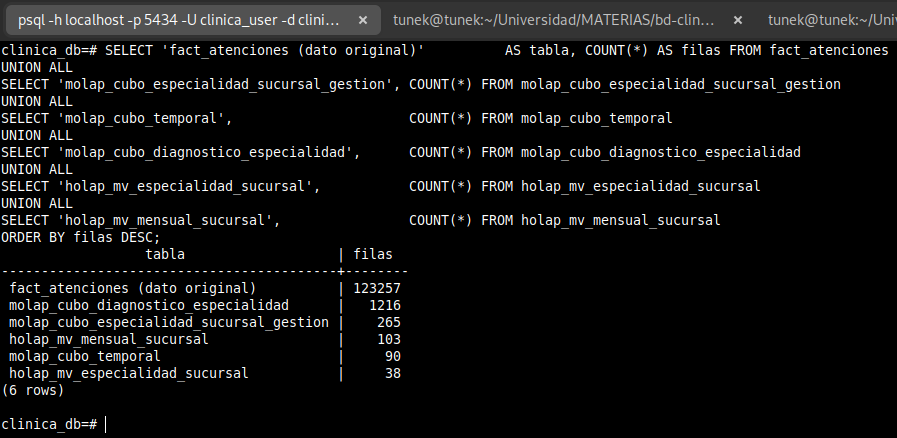 psql -h localhost -p 5434 -U clinica_user -d clini... × tunek@tunek:~/Universidad/MATERIAS/bd-clin... × tunek@tunek:~/Univ
clinica_db=# SELECT 'fact_atenciones (dato original)'          AS tabla, COUNT(*) AS filas FROM fact_atenciones
UNION ALL
SELECT 'molap_cubo_especialidad_sucursal_gestion', COUNT(*) FROM molap_cubo_especialidad_sucursal_gestion
UNION ALL
SELECT 'molap_cubo_temporal',                      COUNT(*) FROM molap_cubo_temporal
UNION ALL
SELECT 'molap_cubo_diagnostico_especialidad',      COUNT(*) FROM molap_cubo_diagnostico_especialidad
UNION ALL
SELECT 'holap_mv_especialidad_sucursal',           COUNT(*) FROM holap_mv_especialidad_sucursal
UNION ALL
SELECT 'holap_mv_mensual_sucursal',                COUNT(*) FROM holap_mv_mensual_sucursal
ORDER BY filas DESC;
                  tabla                   | filas
------------------------------------------+--------
 fact_atenciones (dato original)          | 123257
 molap_cubo_diagnostico_especialidad      |   1216
 molap_cubo_especialidad_sucursal_gestion |    265
 holap_mv_mensual_sucursal                |    103
 molap_cubo_temporal                      |     90
 holap_mv_especialidad_sucursal           |     38
(6 rows)
clinica_db=#